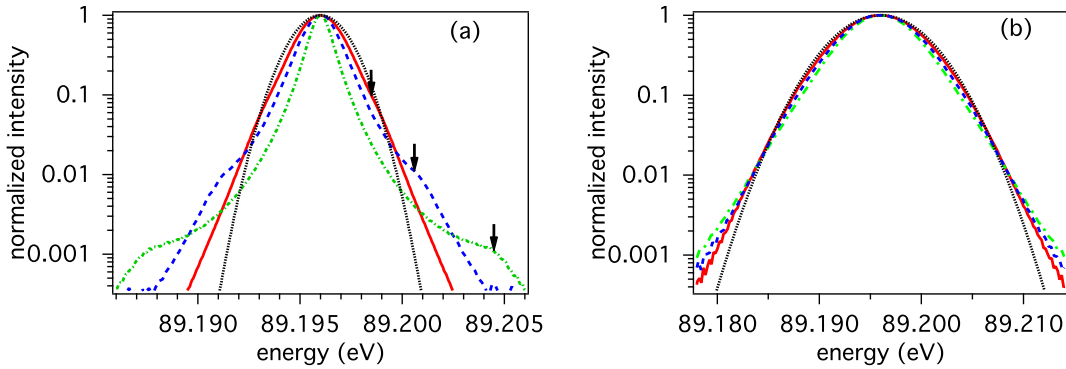 1
0.1
0.01
0.001
normalized intensity
(a)
89.190
89.195
89.200
89.205
energy (eV)
1
0.1
0.01
0.001
normalized intensity
(b)
89.180
89.190
89.200
89.210
energy (eV)